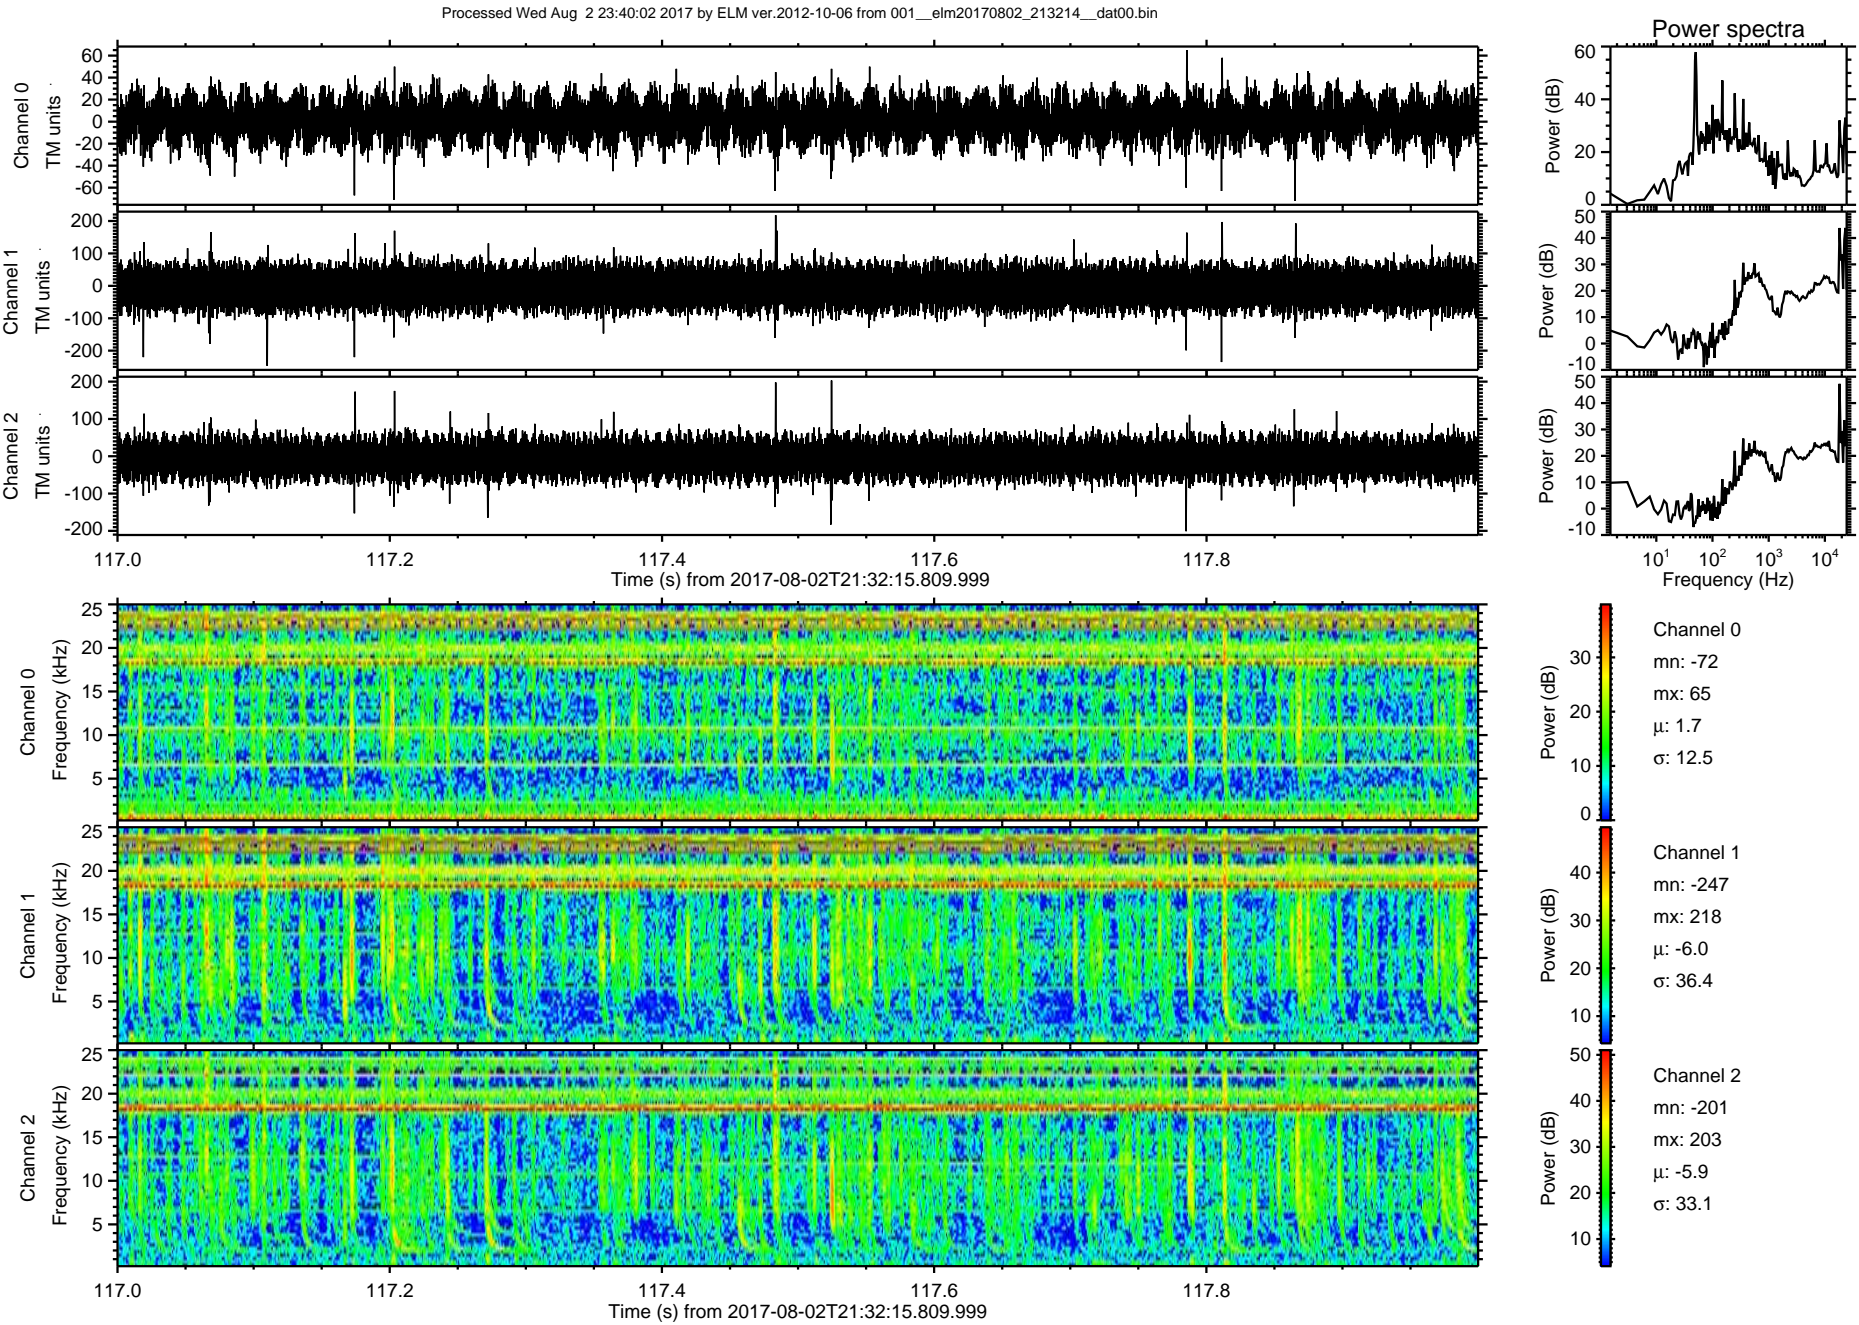 Processed Wed Aug  2 23:40:02 2017 by ELM ver.2012-10-06 from 001__elm20170802_213214__dat00.bin
Power spectra
Channel 0
TM units
60
40
20
0
-20
-40
-60
Power (dB)
60
40
20
0
Channel 1
TM units
200
100
0
-100
-200
Power (dB)
50
40
30
20
10
0
-10
Channel 2
TM units
200
100
0
-100
-200
Power (dB)
50
40
30
20
10
0
-10
117.0 117.2 117.4 117.6 117.8
Time (s) from 2017-08-02T21:32:15.809.999
10^1 10^2 10^3 10^4
Frequency (Hz)
Channel 0
Frequency (kHz)
25
20
15
10
5
Power (dB)
30
20
10
0
Channel 0
mn: -72
mx: 65
μ: 1.7
σ: 12.5
Channel 1
Frequency (kHz)
25
20
15
10
5
Power (dB)
40
30
20
10
Channel 1
mn: -247
mx: 218
μ: -6.0
σ: 36.4
Channel 2
Frequency (kHz)
25
20
15
10
5
Power (dB)
50
40
30
20
10
Channel 2
mn: -201
mx: 203
μ: -5.9
σ: 33.1
117.0 117.2 117.4 117.6 117.8
Time (s) from 2017-08-02T21:32:15.809.999